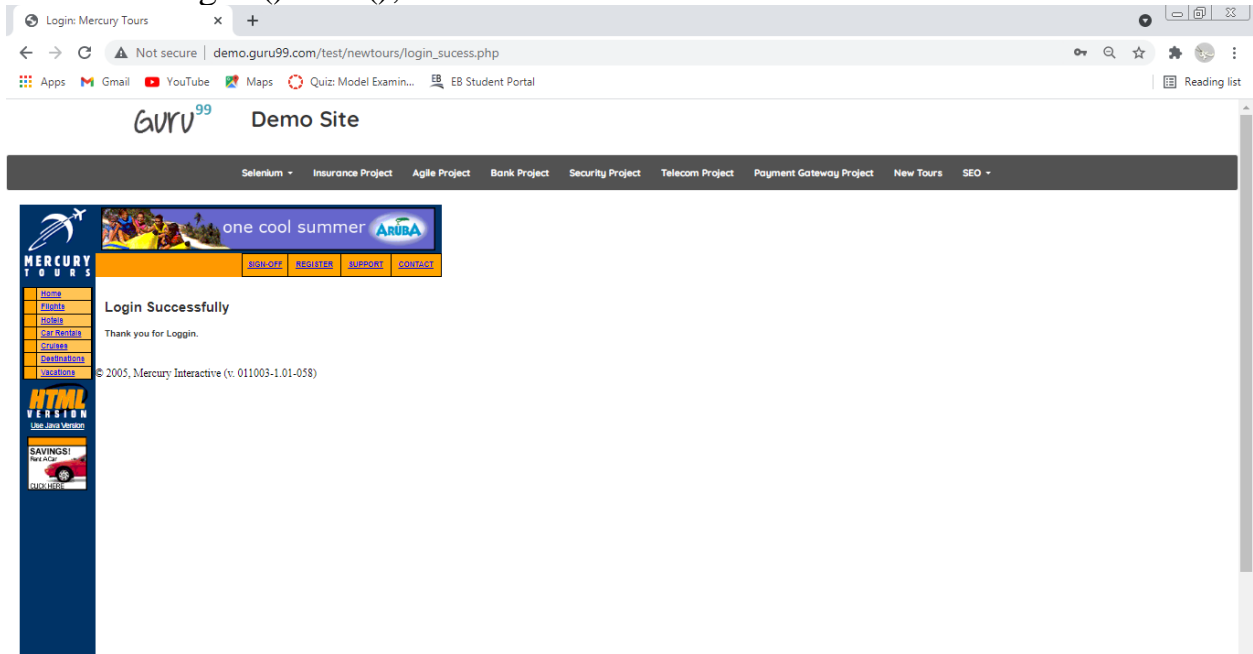 Login: Mercury Tours
Not secure | demo.guru99.com/test/newtours/login_sucess.php
Apps Gmail YouTube Maps Quiz: Model Examin... EB EB Student Portal Reading list
Guru99 Demo Site
Selenium Insurance Project Agile Project Bank Project Security Project Telecom Project Payment Gateway Project New Tours SEO
one cool summer ARUBA
MERCURY
TOURS
SIGN-OFF REGISTER SUPPORT CONTACT
Home
Flights
Hotels
Car Rentals
Cruises
Destinations
Vacations
Login Successfully
Thank you for Loggin.
© 2005, Mercury Interactive (v. 011003-1.01-058)
HTML
VERSION
Use Java Version
SAVINGS!
Rent A Car
CLICK HERE